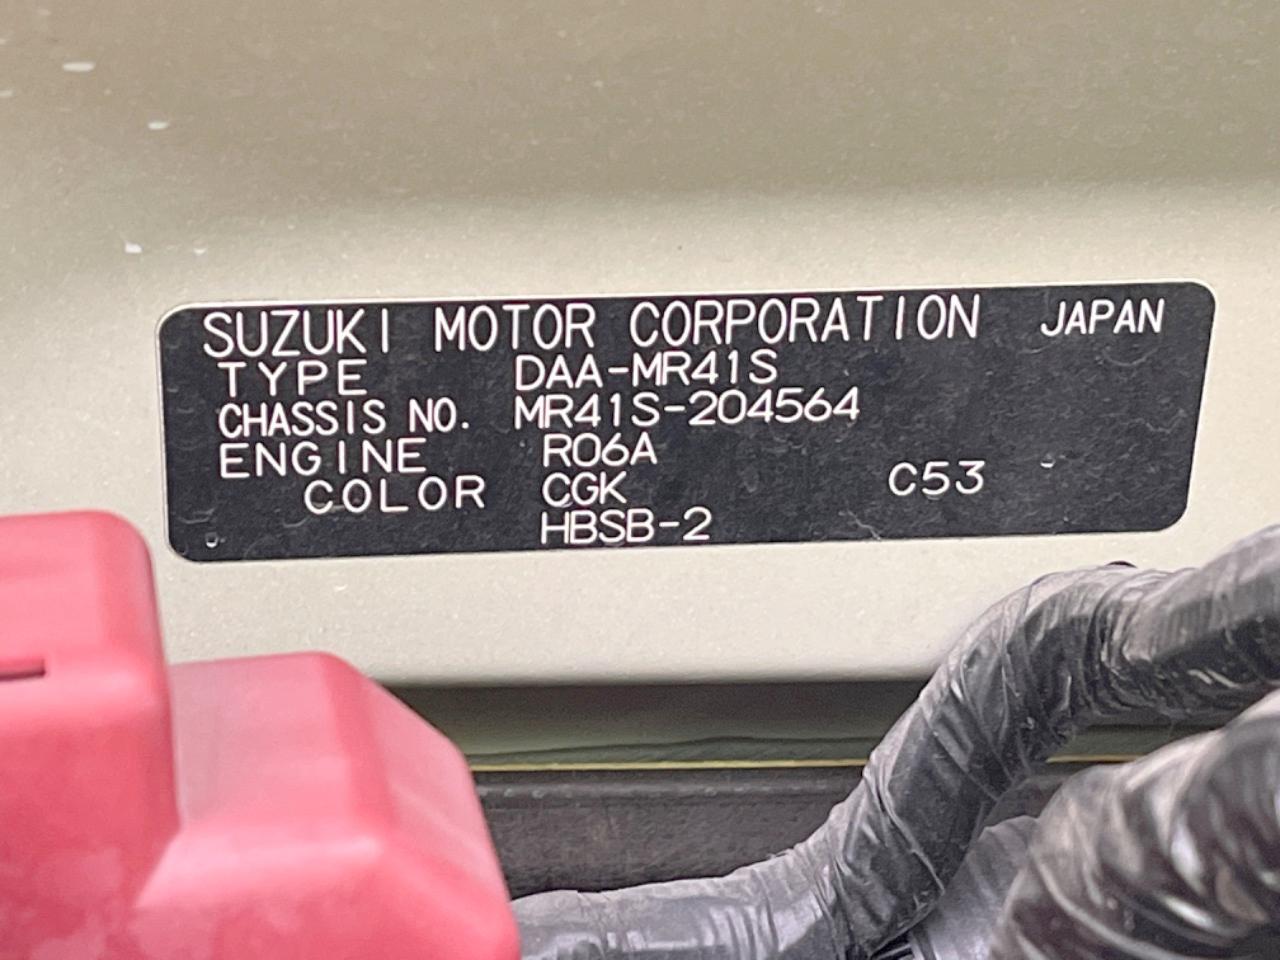 SUZUKI MOTOR CORPORATION JAPAN
TYPE DAA-MR41S
CHASSIS NO. MR41S-204564
ENGINE R06A
COLOR CGK C53
HBSB-2